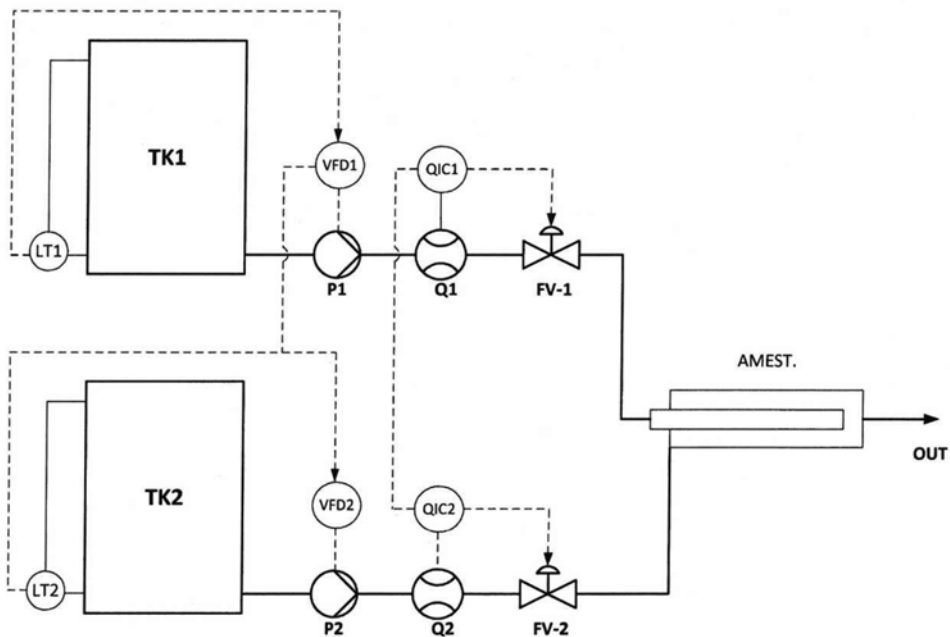 TK1
VFD1
QIC1
LT1
P1
Q1
FV-1
AMEST.
OUT
TK2
VFD2
QIC2
LT2
P2
Q2
FV-2